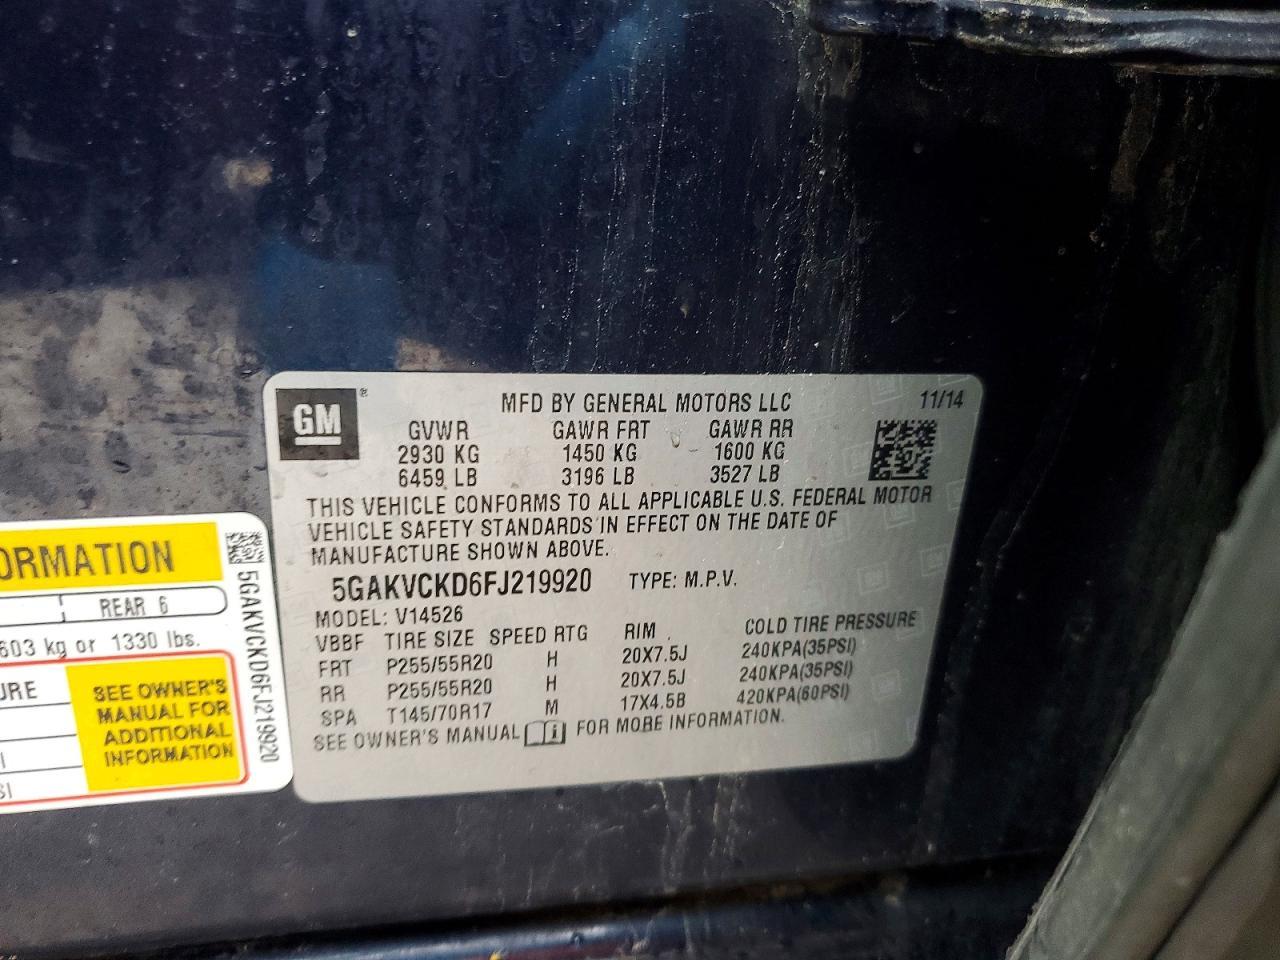 GM
®
MFD BY GENERAL MOTORS LLC 11/14
GVWR GAWR FRT GAWR RR
2930 KG 1450 KG 1600 KG
6459 LB 3196 LB 3527 LB
THIS VEHICLE CONFORMS TO ALL APPLICABLE U.S. FEDERAL MOTOR
VEHICLE SAFETY STANDARDS IN EFFECT ON THE DATE OF
MANUFACTURE SHOWN ABOVE.
5GAKVCKD6FJ219920 TYPE: M.P.V.
MODEL: V14526
VBBF TIRE SIZE SPEED RTG RIM COLD TIRE PRESSURE
FRT P255/55R20 H 20X7.5J 240KPA(35PSI)
RR P255/55R20 H 20X7.5J 240KPA(35PSI)
SPA T145/70R17 M 17X4.5B 420KPA(60PSI)
SEE OWNER'S MANUAL FOR MORE INFORMATION.
ORMATION
REAR 6
603 kg or 1330 lbs.
URE
SEE OWNER'S
MANUAL FOR
ADDITIONAL
INFORMATION
I
SI
5GAKVCKD6FJ219920